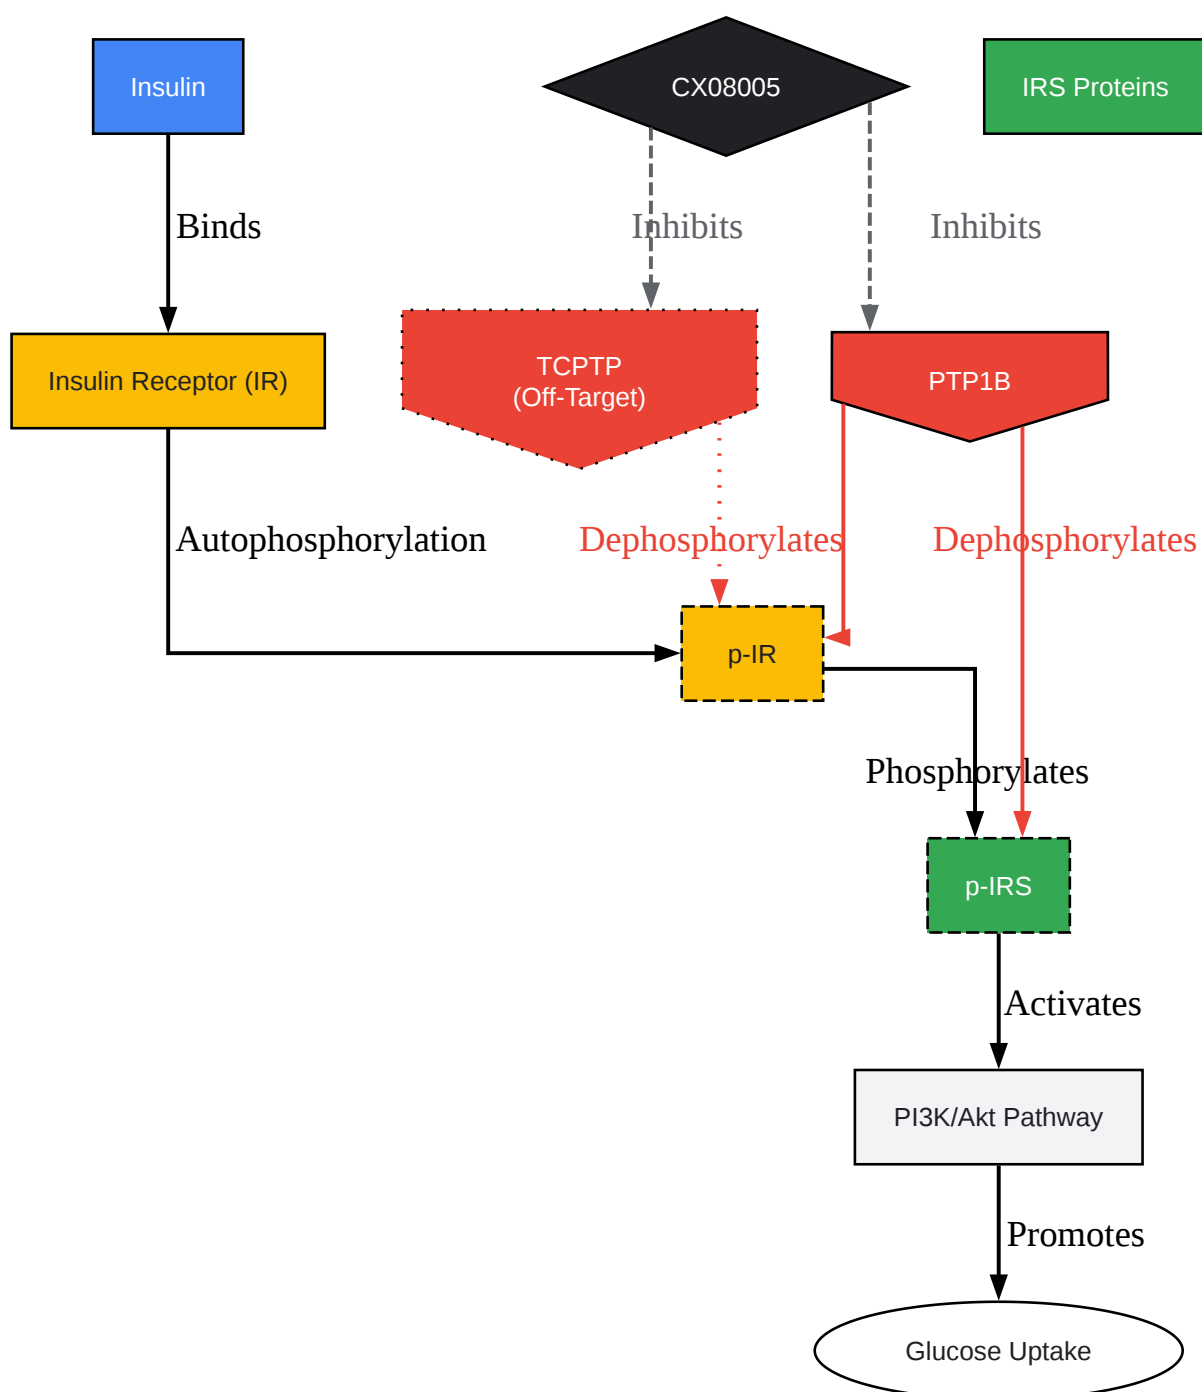 Insulin
CX08005
IRS Proteins
Binds
Inhibits
Inhibits
Insulin Receptor (IR)
TCPTP
(Off-Target)
PTP1B
Autophosphorylation
Dephosphorylates
Dephosphorylates
p-IR
Phosphorylates
p-IRS
Activates
PI3K/Akt Pathway
Promotes
Glucose Uptake